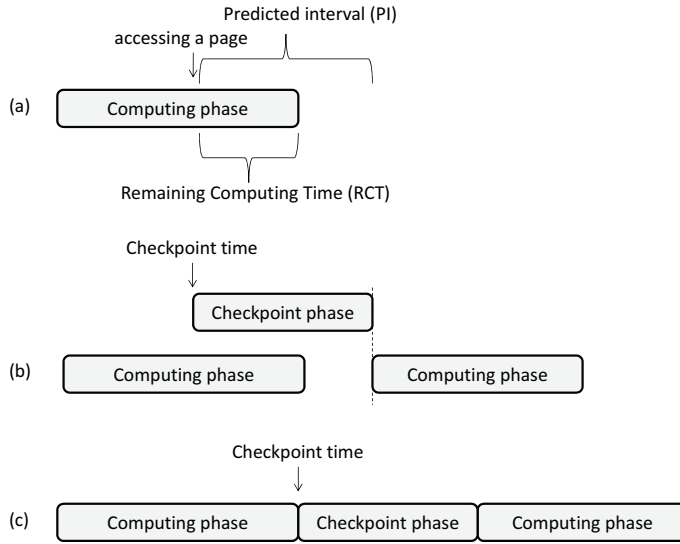 Predicted interval (PI)
accessing a page
(a)
Computing phase
Remaining Computing Time (RCT)
Checkpoint time
Checkpoint phase
(b)
Computing phase
Computing phase
Checkpoint time
(c)
Computing phase
Checkpoint phase
Computing phase